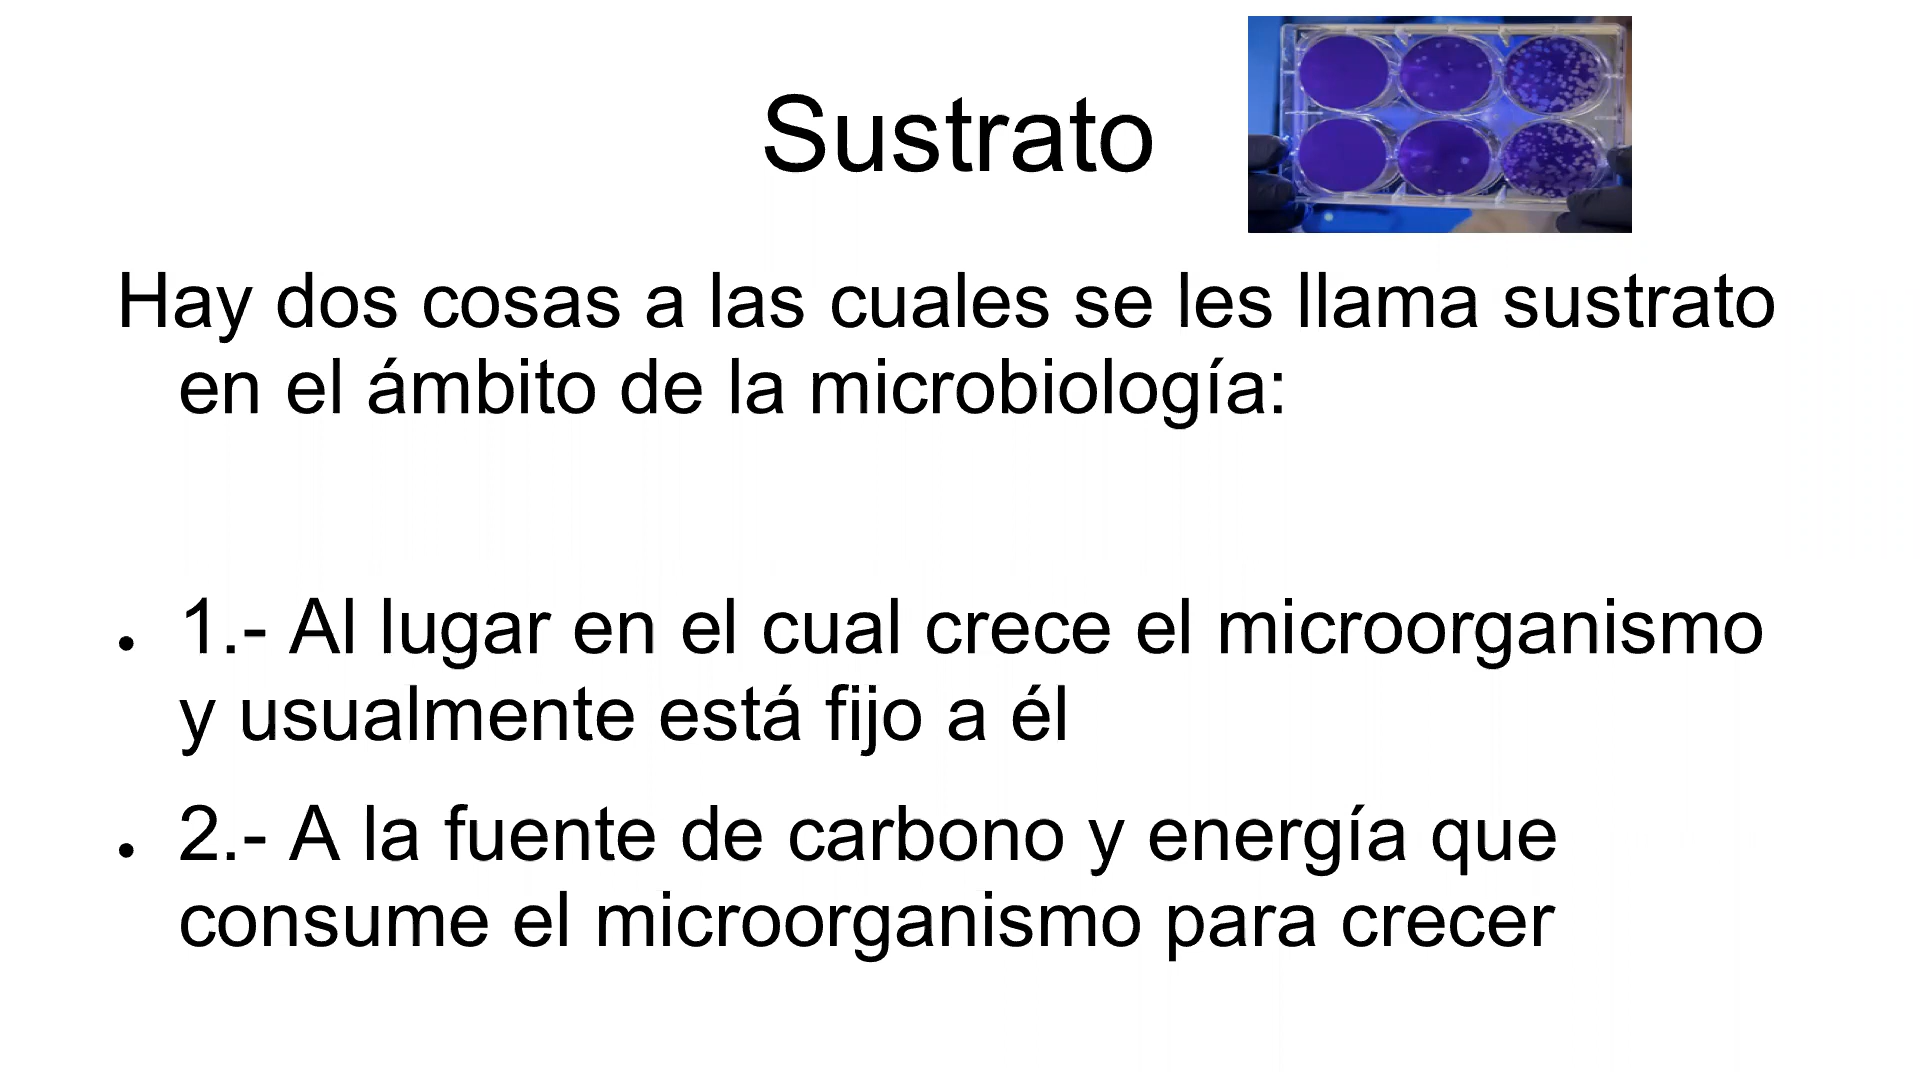 Sustrato
Hay dos cosas a las cuales se les llama sustrato
en el ámbito de la microbiología:
• 1.- Al lugar en el cual crece el microorganismo
y usualmente está fijo a él
• 2.- A la fuente de carbono y energía que
consume el microorganismo para crecer